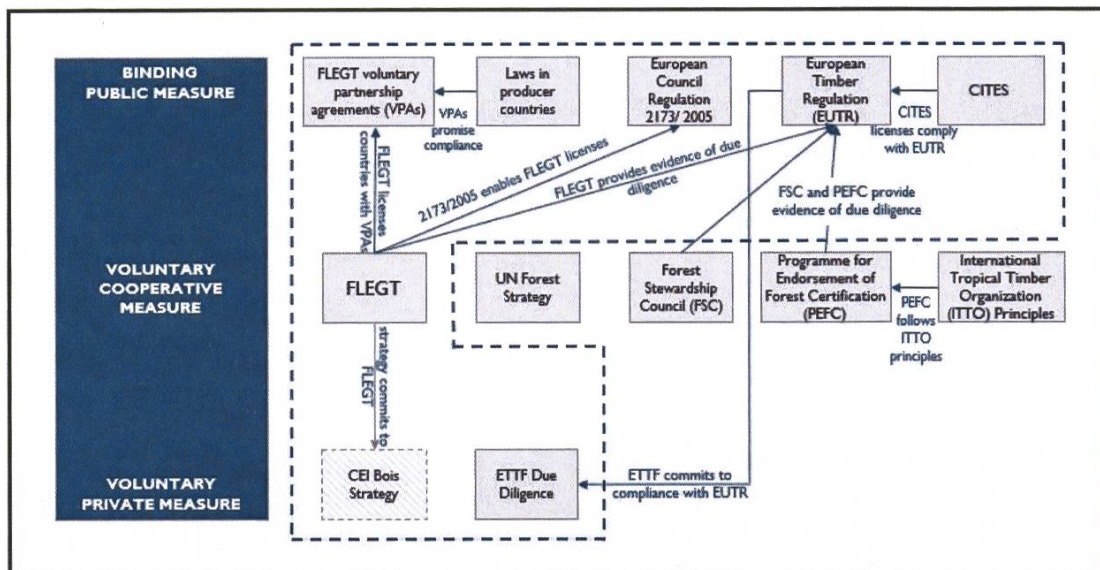 BINDING
PUBLIC MEASURE
FLEGT voluntary
partnership
agreements (VPAs)
Laws in
producer
countries
European
Council
Regulation
2173/ 2005
European
Timber
Regulation
(EUTR)
CITES
VPAs
promise
compliance
CITES
licenses comply
with EUTR
FLEGT licenses
countries with VPAs
2173/2005 enables FLEGT licenses
FLEGT provides evidence of due
diligence
FSC and PEFC provide
evidence of due diligence
VOLUNTARY
COOPERATIVE
MEASURE
FLEGT
UN Forest
Strategy
Forest
Stewardship
Council (FSC)
Programme for
Endorsement of
Forest Certification
(PEFC)
International
Tropical Timber
Organization
(ITTO) Principles
PEFC
follows
ITTO
principles
strategy commits to
FLEGT
VOLUNTARY
PRIVATE MEASURE
CEI Bois
Strategy
ETTF Due
Diligence
ETTF commits to
compliance with EUTR